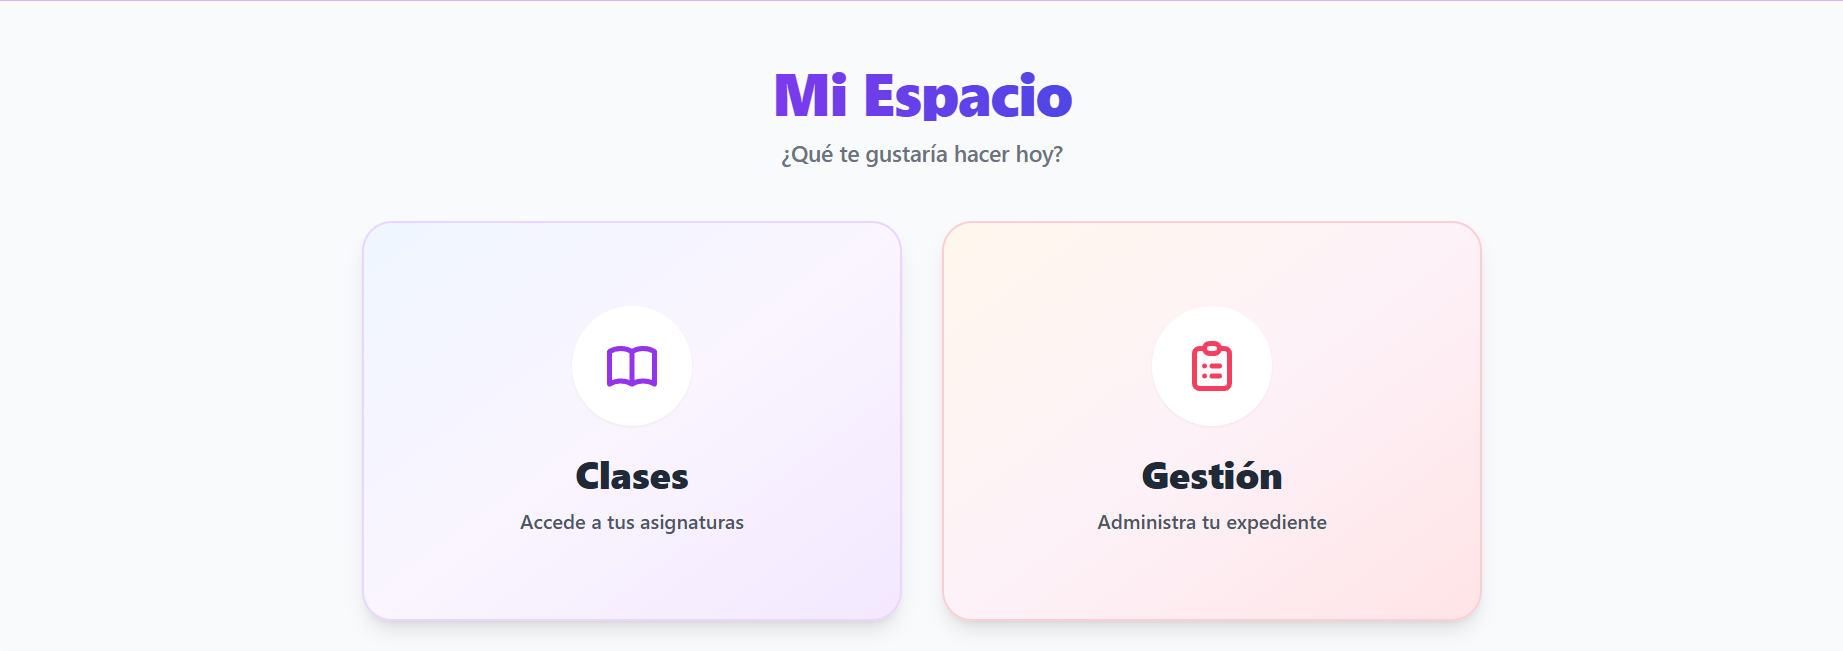 Mi Espacio
¿Qué te gustaría hacer hoy?
Clases
Accede a tus asignaturas
Gestión
Administra tu expediente